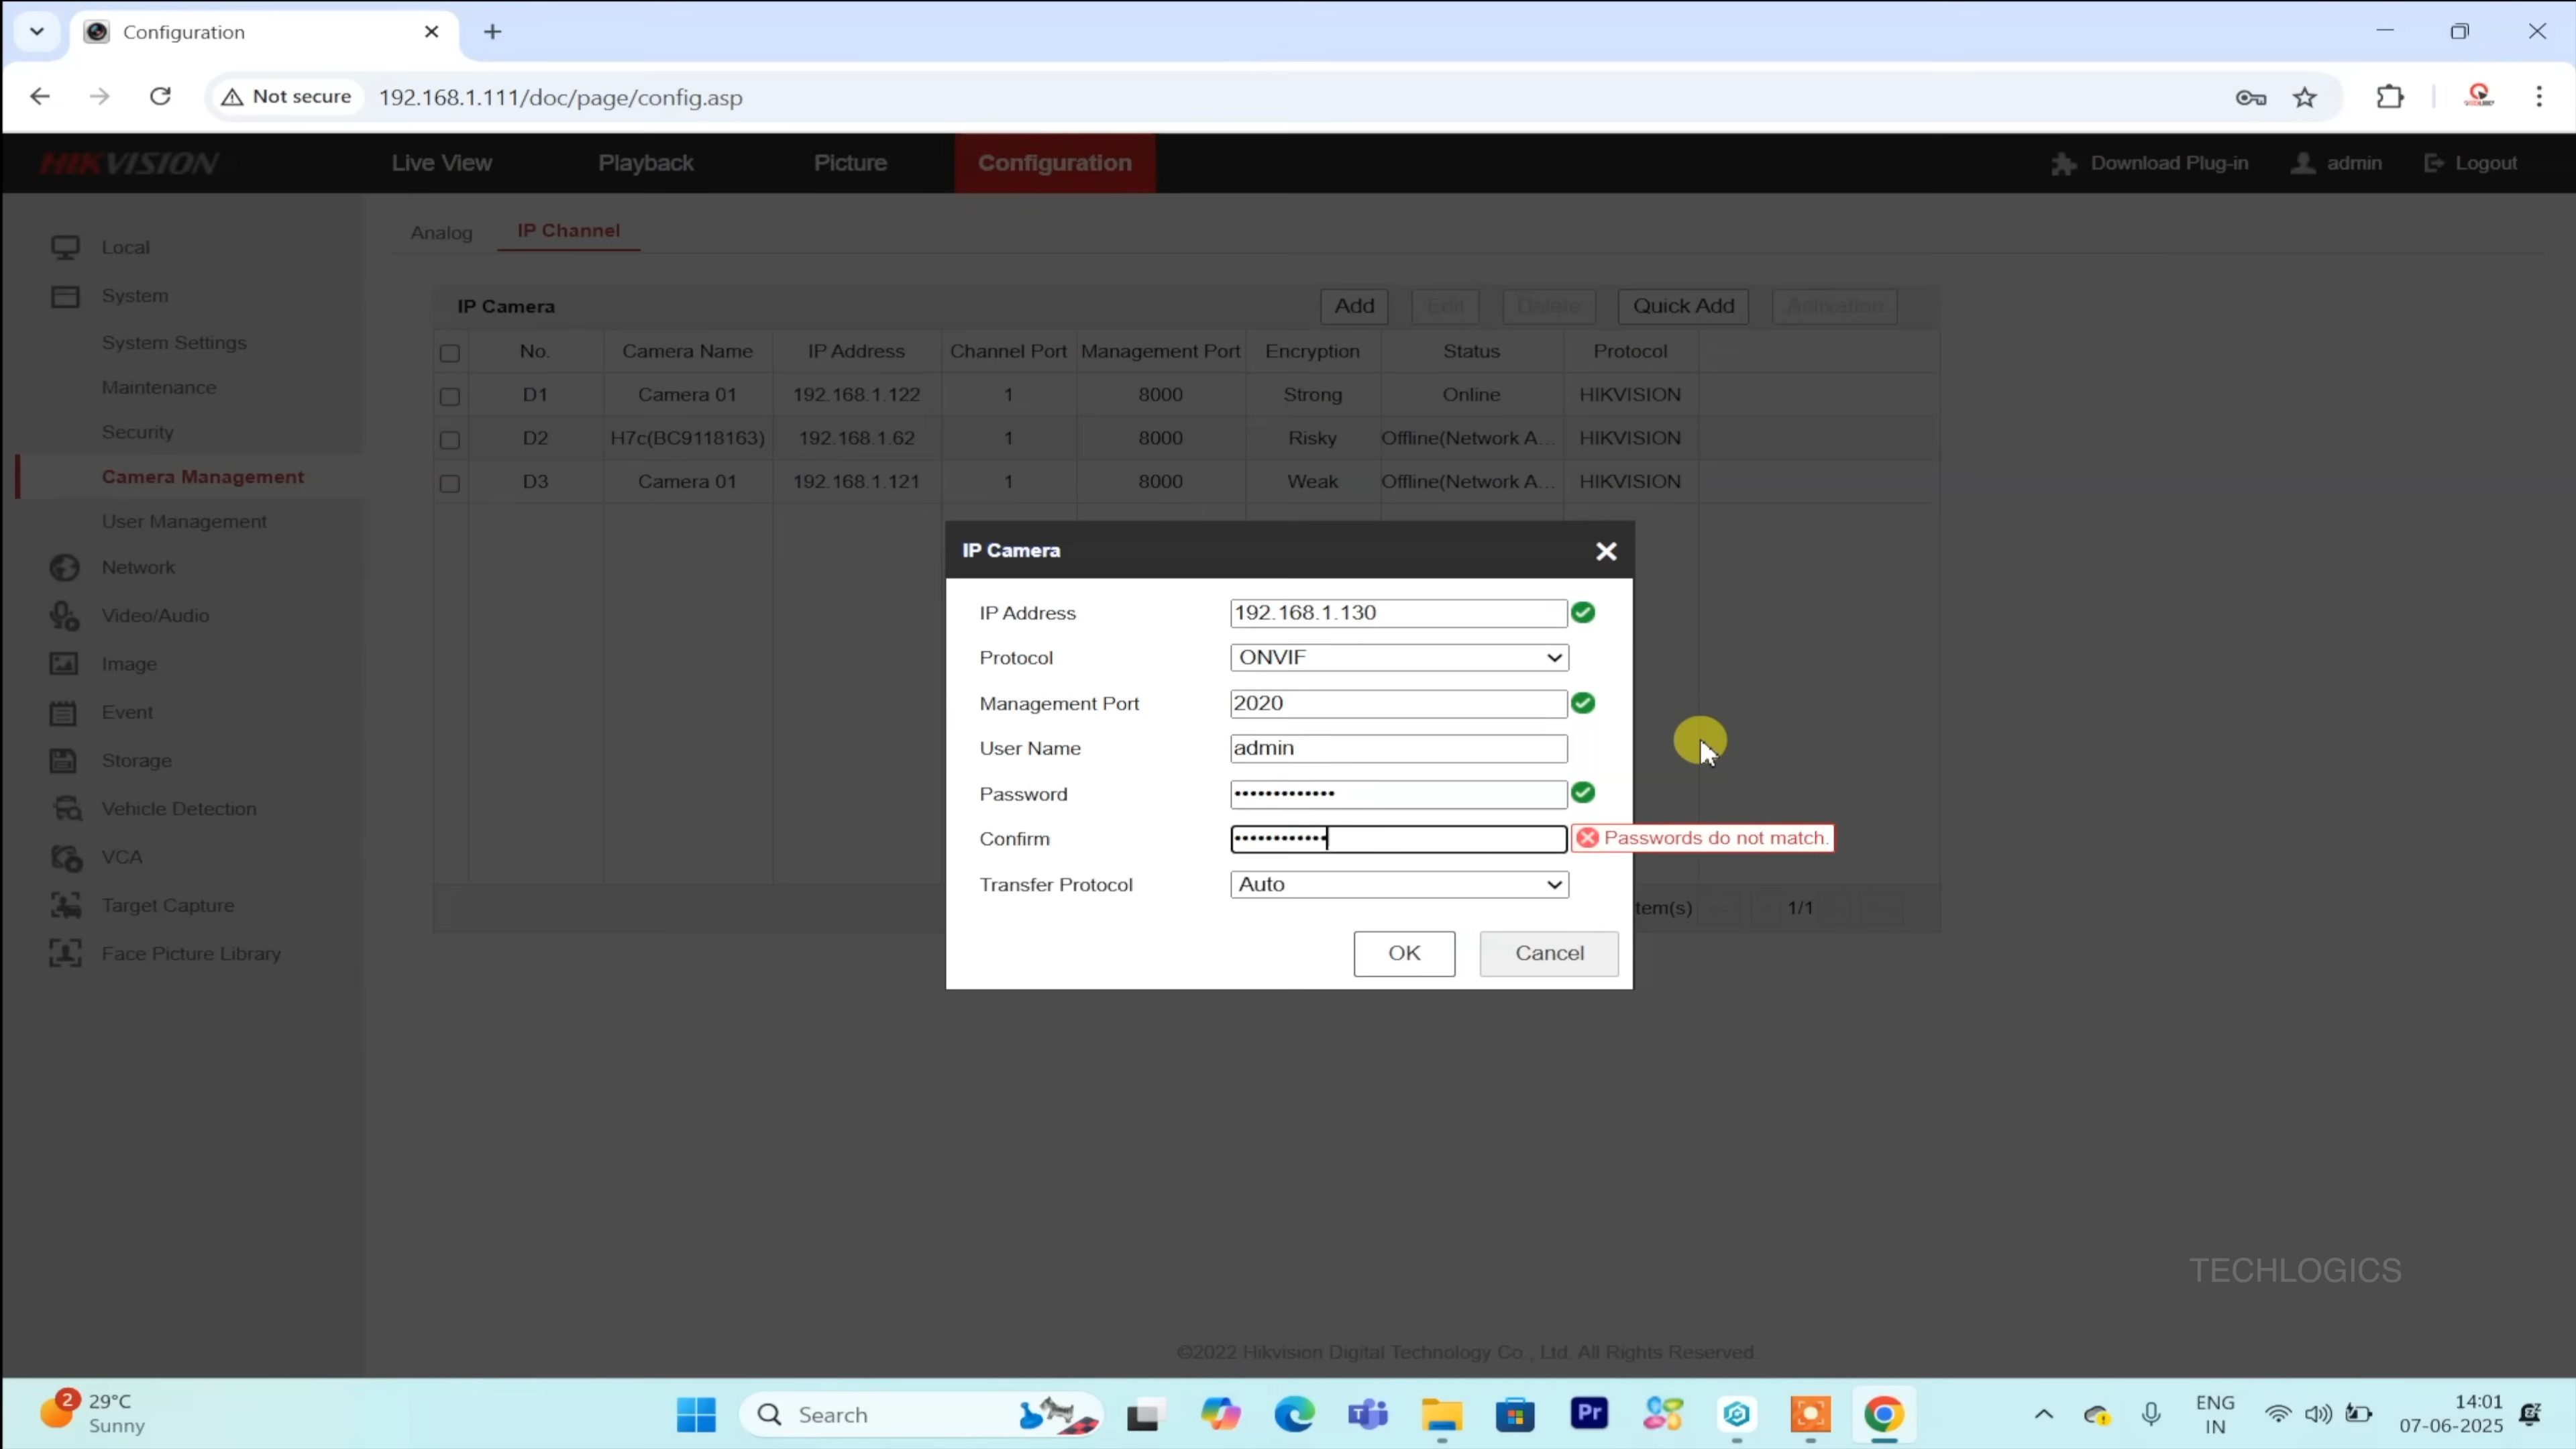 Configuration
Not secure
192.168.1.111/doc/page/config.asp
HIKVISION
Live View
Playback
Picture
Configuration
Download Plug-in
admin
Logout
Local
System
System Settings
Maintenance
Security
Camera Management
User Management
Network
Video/Audio
Image
Event
Storage
Vehicle Detection
VCA
Target Capture
Face Picture Library
Analog
IP Channel
IP Camera
Add
Edit
Delete
Quick Add
Activation
No. Camera Name IP Address Channel Port Management Port Encryption Status Protocol
D1 Camera 01 192.168.1.122 1 8000 Strong Online HIKVISION
D2 H7c(BC9118163) 192.168.1.62 1 8000 Risky Offline(Network A... HIKVISION
D3 Camera 01 192.168.1.121 1 8000 Weak Offline(Network A... HIKVISION
IP Camera
IP Address 192.168.1.130
Protocol ONVIF
Management Port 2020
User Name admin
Password •••••••••••••
Confirm ••••••••••••
Passwords do not match.
Transfer Protocol Auto
OK
Cancel
tem(s)
1/1
TECHLOGICS
©2022 Hikvision Digital Technology Co., Ltd. All Rights Reserved.
2
29°C
Sunny
Search
Pr
ENG
IN
14:01
07-06-2025